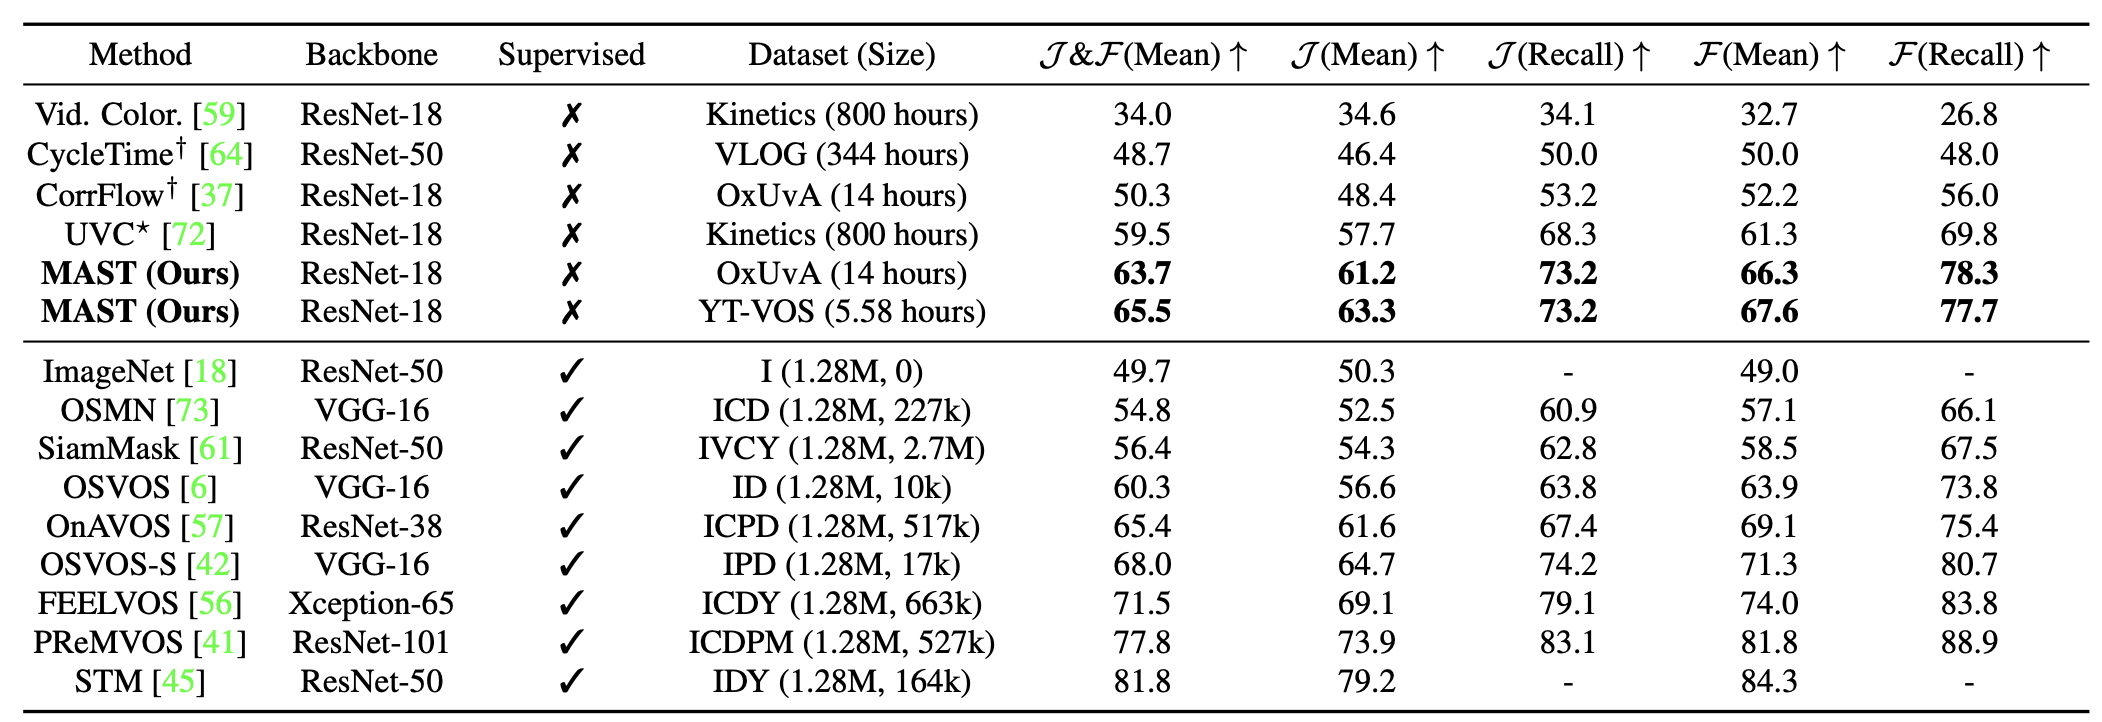 Method Backbone Supervised Dataset (Size) 𝒥&ℱ(Mean) ↑ 𝒥(Mean) ↑ 𝒥(Recall) ↑ ℱ(Mean) ↑ ℱ(Recall) ↑
Vid. Color. [59] ResNet-18 ✗ Kinetics (800 hours) 34.0 34.6 34.1 32.7 26.8
CycleTime† [64] ResNet-50 ✗ VLOG (344 hours) 48.7 46.4 50.0 50.0 48.0
CorrFlow† [37] ResNet-18 ✗ OxUvA (14 hours) 50.3 48.4 53.2 52.2 56.0
UVC⋆ [72] ResNet-18 ✗ Kinetics (800 hours) 59.5 57.7 68.3 61.3 69.8
MAST (Ours) ResNet-18 ✗ OxUvA (14 hours) 63.7 61.2 73.2 66.3 78.3
MAST (Ours) ResNet-18 ✗ YT-VOS (5.58 hours) 65.5 63.3 73.2 67.6 77.7
ImageNet [18] ResNet-50 ✓ I (1.28M, 0) 49.7 50.3 - 49.0 -
OSMN [73] VGG-16 ✓ ICD (1.28M, 227k) 54.8 52.5 60.9 57.1 66.1
SiamMask [61] ResNet-50 ✓ IVCY (1.28M, 2.7M) 56.4 54.3 62.8 58.5 67.5
OSVOS [6] VGG-16 ✓ ID (1.28M, 10k) 60.3 56.6 63.8 63.9 73.8
OnAVOS [57] ResNet-38 ✓ ICPD (1.28M, 517k) 65.4 61.6 67.4 69.1 75.4
OSVOS-S [42] VGG-16 ✓ IPD (1.28M, 17k) 68.0 64.7 74.2 71.3 80.7
FEELVOS [56] Xception-65 ✓ ICDY (1.28M, 663k) 71.5 69.1 79.1 74.0 83.8
PReMVOS [41] ResNet-101 ✓ ICDPM (1.28M, 527k) 77.8 73.9 83.1 81.8 88.9
STM [45] ResNet-50 ✓ IDY (1.28M, 164k) 81.8 79.2 - 84.3 -